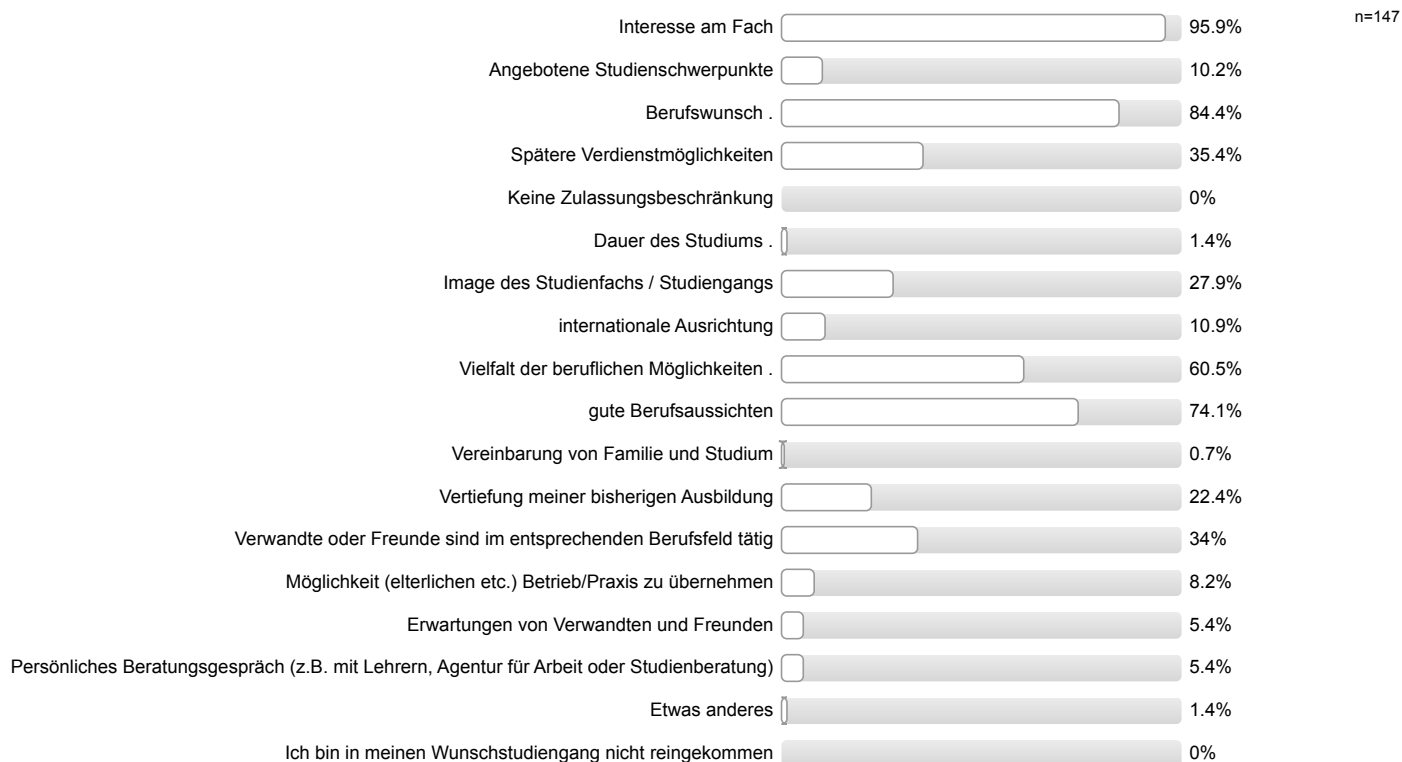 n=147
Interesse am Fach 95.9%
Angebotene Studienschwerpunkte 10.2%
Berufswunsch . 84.4%
Spätere Verdienstmöglichkeiten 35.4%
Keine Zulassungsbeschränkung 0%
Dauer des Studiums . 1.4%
Image des Studienfachs / Studiengangs 27.9%
internationale Ausrichtung 10.9%
Vielfalt der beruflichen Möglichkeiten . 60.5%
gute Berufsaussichten 74.1%
Vereinbarung von Familie und Studium 0.7%
Vertiefung meiner bisherigen Ausbildung 22.4%
Verwandte oder Freunde sind im entsprechenden Berufsfeld tätig 34%
Möglichkeit (elterlichen etc.) Betrieb/Praxis zu übernehmen 8.2%
Erwartungen von Verwandten und Freunden 5.4%
Persönliches Beratungsgespräch (z.B. mit Lehrern, Agentur für Arbeit oder Studienberatung) 5.4%
Etwas anderes 1.4%
Ich bin in meinen Wunschstudiengang nicht reingekommen 0%